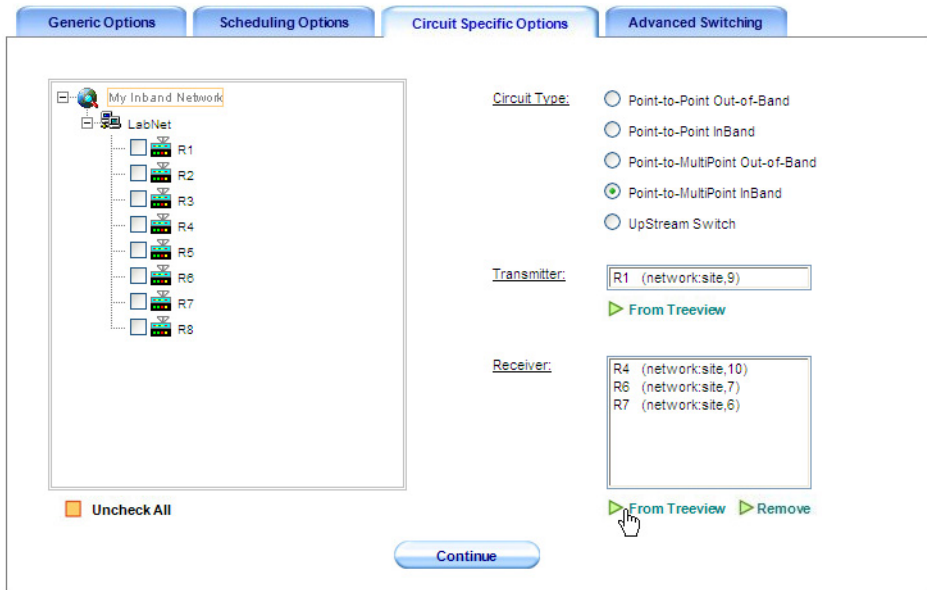 Generic Options
Scheduling Options
Circuit Specific Options
Advanced Switching
My Inband Network
LabNet
R1
R2
R3
R4
R5
R6
R7
R8
Uncheck All
Circuit Type:
Point-to-Point Out-of-Band
Point-to-Point InBand
Point-to-MultiPoint Out-of-Band
Point-to-MultiPoint InBand
UpStream Switch
Transmitter:
R1 (network:site,9)
From Treeview
Receiver:
R4 (network:site,10)
R6 (network:site,7)
R7 (network:site,6)
From Treeview
Remove
Continue